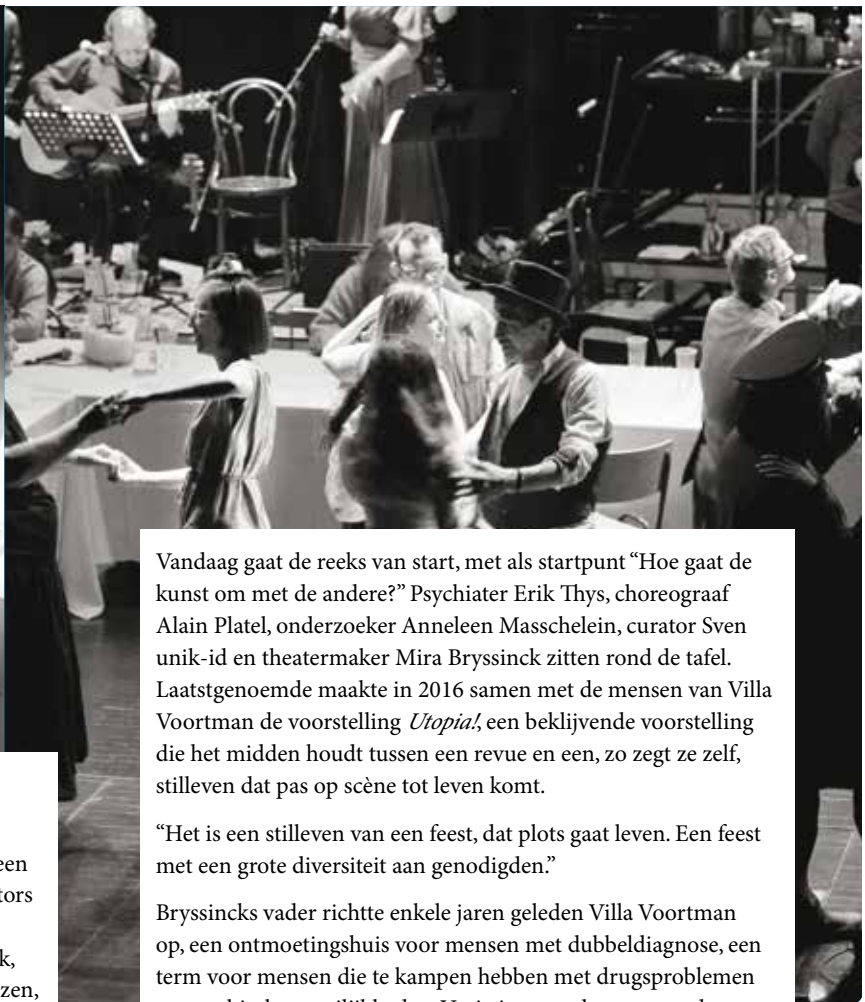 Vandaag gaat de reeks van start, met als startpunt “Hoe gaat de
kunst om met de andere?” Psychiater Erik Thys, choreograaf
Alain Platel, onderzoeker Anneleen Masschelein, curator Sven
unik-id en theatermaker Mira Bryssinck zitten rond de tafel.
Laatstgenoemde maakte in 2016 samen met de mensen van Villa
Voortman de voorstelling Utopia!, een beklijvende voorstelling
die het midden houdt tussen een revue en een, zo zegt ze zelf,
stilleven dat pas op scène tot leven komt.
“Het is een stilleven van een feest, dat plots gaat leven. Een feest
met een grote diversiteit aan genodigden.”
Bryssincks vader richtte enkele jaren geleden Villa Voortman
op, een ontmoetingshuis voor mensen met dubbeldiagnose, een
term voor mensen die te kampen hebben met drugsproblemen
een
tors
k,
zen,